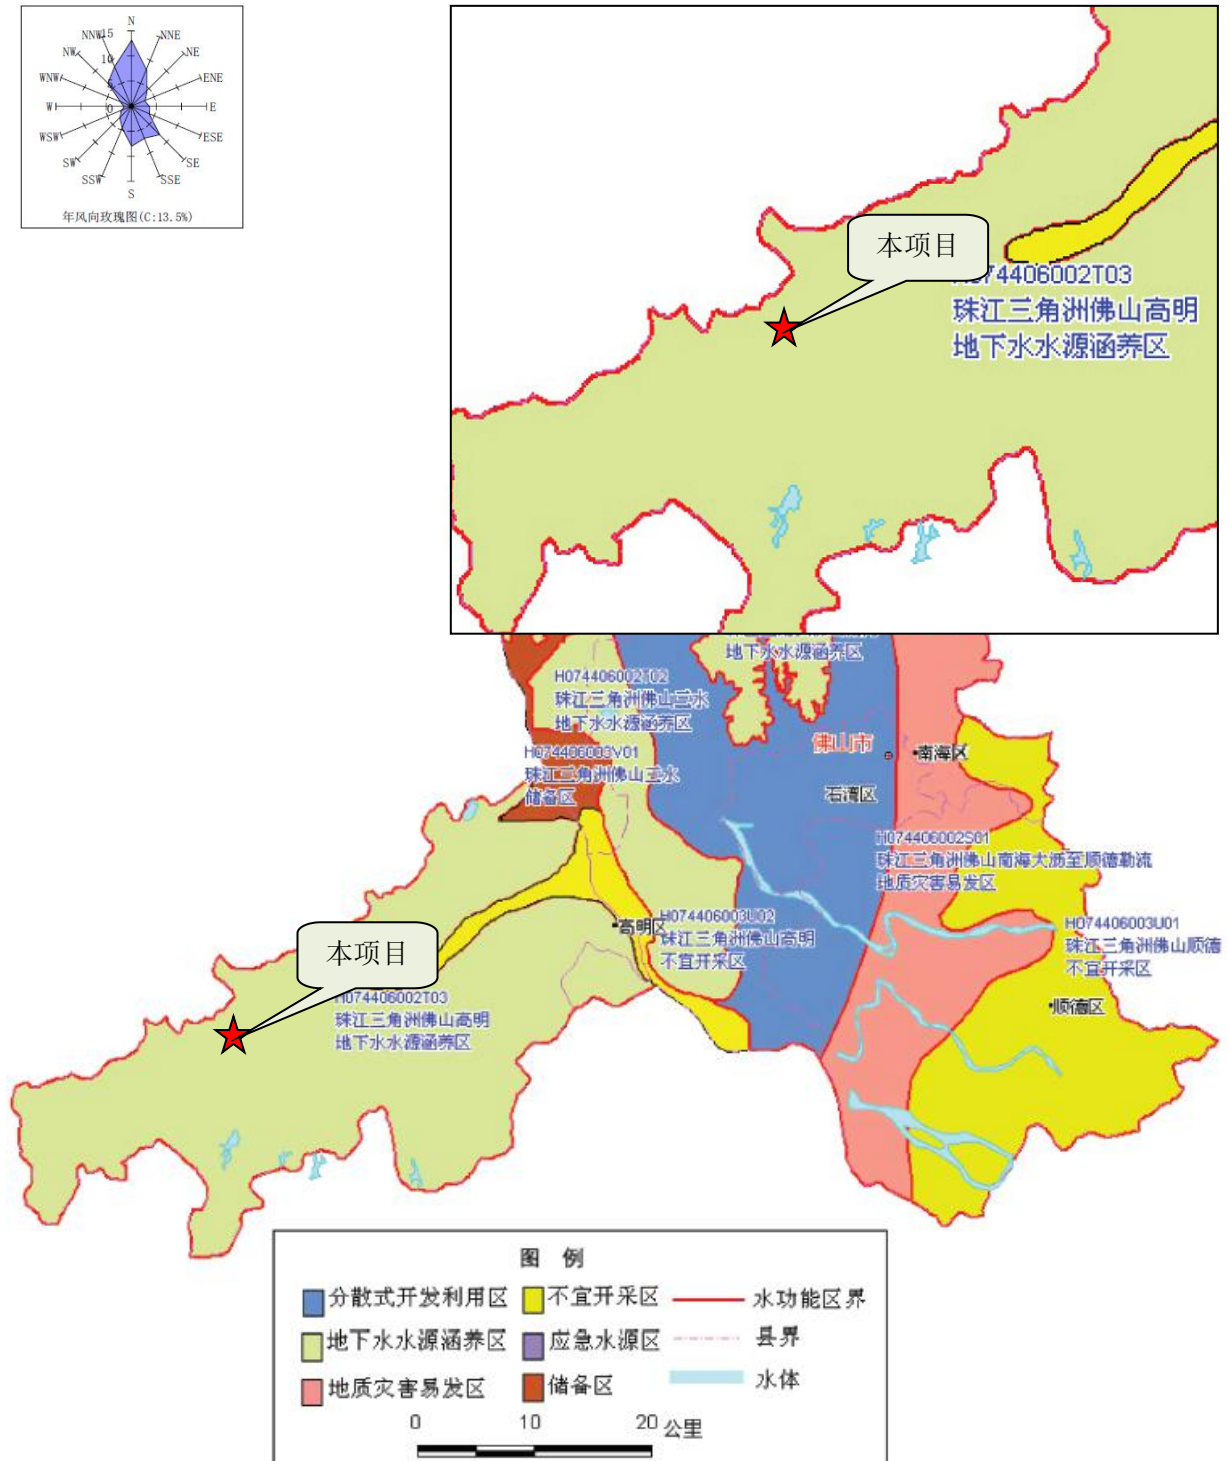 N
NNW
15
NNE
NW
10
NE
WNW
5
ENE
W
0
E
WSW
ESE
SW
SE
SSW
SSE
S
年风向玫瑰图(C:13.5%)
本项目
H074406002T03
珠江三角洲佛山高明
地下水水源涵养区
地下水水源涵养区
H074406002T02
珠江三角洲佛山三水
地下水水源涵养区
佛山市
南海区
H074406003V01
珠江三角洲佛山三水
储备区
石湾区
H074406002S01
珠江三角洲佛山南海大沥至顺德勒流
地质灾害易发区
高明区
H074406003U02
珠江三角洲佛山高明
不宜开采区
H074406003U01
珠江三角洲佛山顺德
不宜开采区
本项目
H074406002T03
珠江三角洲佛山高明
地下水水源涵养区
顺德区
图 例
分散式开发利用区
不宜开采区
水功能区界
地下水水源涵养区
应急水源区
县界
地质灾害易发区
储备区
水体
0 10 20 公里